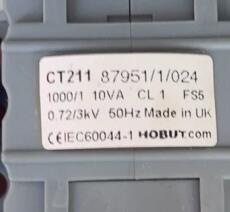 CT211 87951/1/024
1000/1 10VA CL 1 FS5
0.72/3kV 50Hz Made in UK
CE IEC60044-1 HOBUT.com